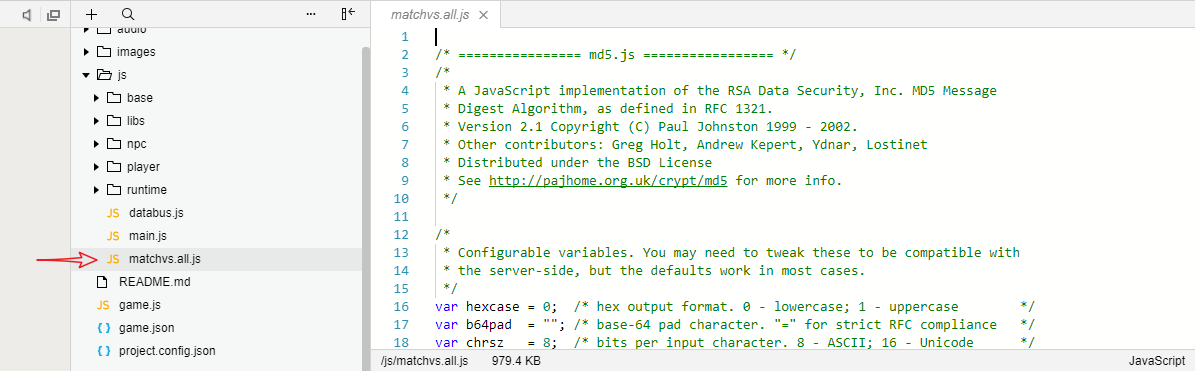 matchvs.all.js
audio
images
js
base
libs
npc
player
runtime
JS databus.js
JS main.js
JS matchvs.all.js
README.md
JS game.js
{ } game.json
{ } project.config.json
1
2 /* ================ md5.js ================= */
3 /*
4 * A JavaScript implementation of the RSA Data Security, Inc. MD5 Message
5 * Digest Algorithm, as defined in RFC 1321.
6 * Version 2.1 Copyright (C) Paul Johnston 1999 - 2002.
7 * Other contributors: Greg Holt, Andrew Kepert, Ydnar, Lostinet
8 * Distributed under the BSD License
9 * See http://pajhome.org.uk/crypt/md5 for more info.
10 */
11
12 /*
13 * Configurable variables. You may need to tweak these to be compatible with
14 * the server-side, but the defaults work in most cases.
15 */
16 var hexcase = 0;  /* hex output format. 0 - lowercase; 1 - uppercase        */
17 var b64pad  = ""; /* base-64 pad character. "=" for strict RFC compliance   */
18 var chrsz   = 8;  /* bits per input character. 8 - ASCII; 16 - Unicode      */
/js/matchvs.all.js 979.4 KB JavaScript